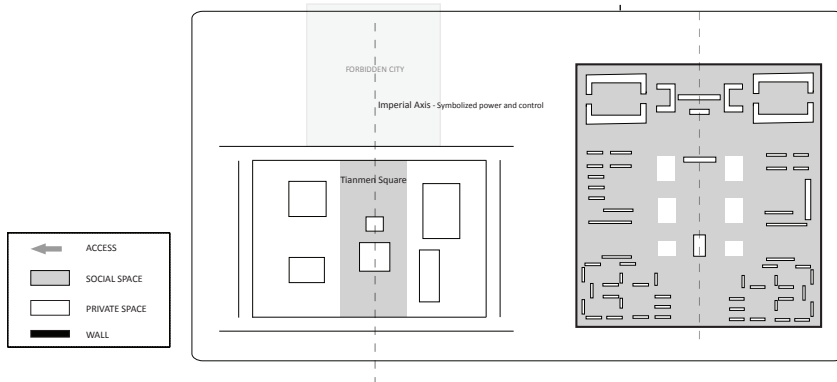 FORBIDDEN CITY
Imperial Axis - Symbolized power and control
Tianmen Square
ACCESS
SOCIAL SPACE
PRIVATE SPACE
WALL